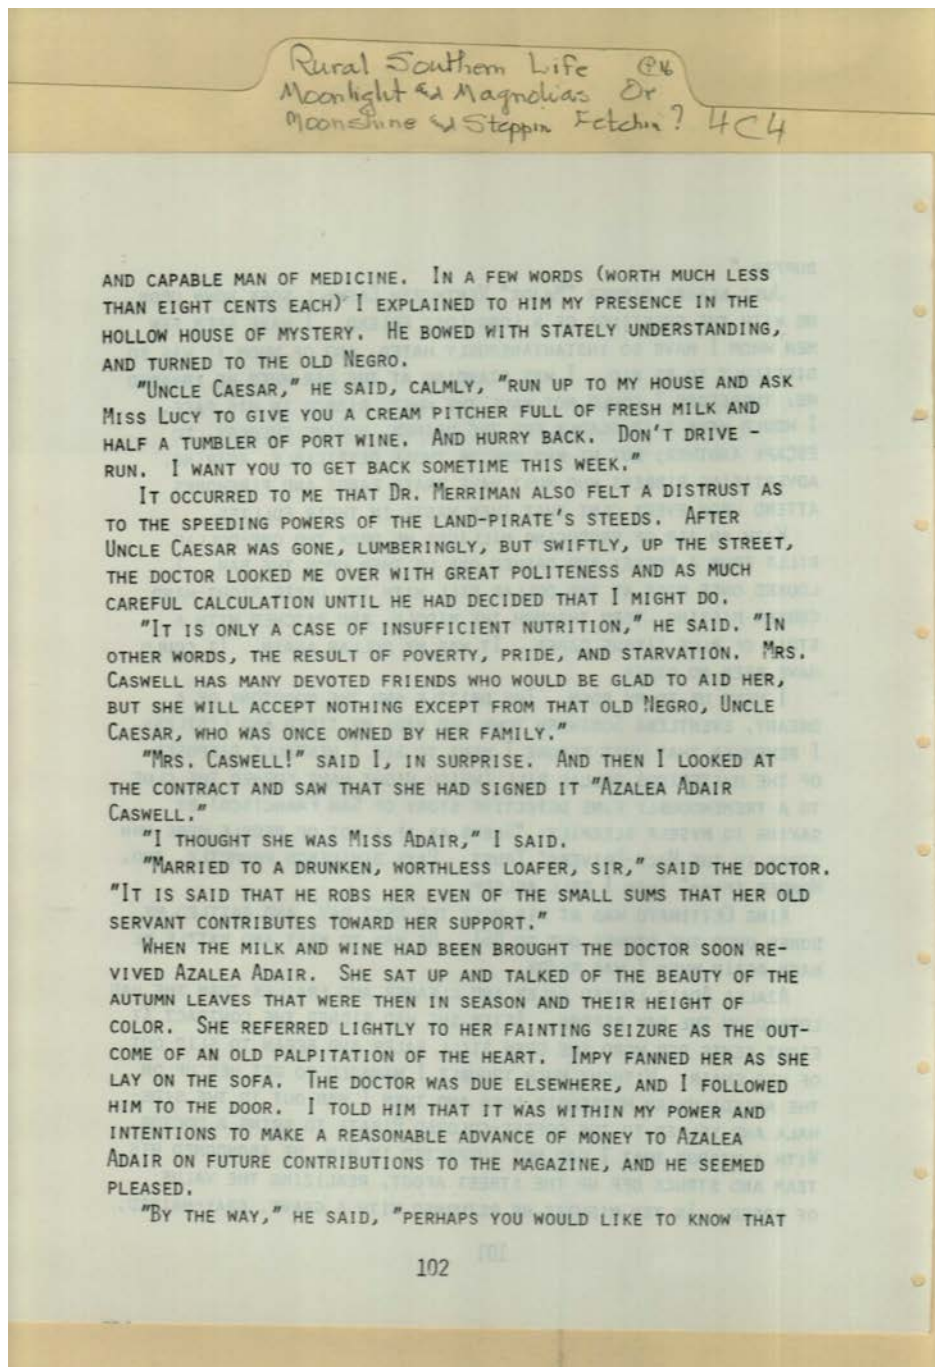 Rural Southern Life
Moonlight and Magnolias Or
Moonshine and Steppin Fetchin? 4C4
AND CAPABLE MAN OF MEDICINE. IN A FEW WORDS (WORTH MUCH LESS
THAN EIGHT CENTS EACH) I EXPLAINED TO HIM MY PRESENCE IN THE
HOLLOW HOUSE OF MYSTERY. HE BOWED WITH STATELY UNDERSTANDING,
AND TURNED TO THE OLD NEGRO.
"UNCLE CAESAR," HE SAID, CALMLY, "RUN UP TO MY HOUSE AND ASK
MISS LUCY TO GIVE YOU A CREAM PITCHER FULL OF FRESH MILK AND
HALF A TUMBLER OF PORT WINE. AND HURRY BACK. DON'T DRIVE -
RUN. I WANT YOU TO GET BACK SOMETIME THIS WEEK."
IT OCCURRED TO ME THAT DR. MERRIMAN ALSO FELT A DISTRUST AS
TO THE SPEEDING POWERS OF THE LAND-PIRATE'S STEEDS. AFTER
UNCLE CAESAR WAS GONE, LUMBERINGLY, BUT SWIFTLY, UP THE STREET,
THE DOCTOR LOOKED ME OVER WITH GREAT POLITENESS AND AS MUCH
CAREFUL CALCULATION UNTIL HE HAD DECIDED THAT I MIGHT DO.
"IT IS ONLY A CASE OF INSUFFICIENT NUTRITION," HE SAID. "IN
OTHER WORDS, THE RESULT OF POVERTY, PRIDE, AND STARVATION. MRS.
CASWELL HAS MANY DEVOTED FRIENDS WHO WOULD BE GLAD TO AID HER,
BUT SHE WILL ACCEPT NOTHING EXCEPT FROM THAT OLD NEGRO, UNCLE
CAESAR, WHO WAS ONCE OWNED BY HER FAMILY."
"MRS. CASWELL!" SAID I, IN SURPRISE. AND THEN I LOOKED AT
THE CONTRACT AND SAW THAT SHE HAD SIGNED IT "AZALEA ADAIR
CASWELL."
"I THOUGHT SHE WAS MISS ADAIR," I SAID.
"MARRIED TO A DRUNKEN, WORTHLESS LOAFER, SIR," SAID THE DOCTOR.
"IT IS SAID THAT HE ROBS HER EVEN OF THE SMALL SUMS THAT HER OLD
SERVANT CONTRIBUTES TOWARD HER SUPPORT."
WHEN THE MILK AND WINE HAD BEEN BROUGHT THE DOCTOR SOON RE-
VIVED AZALEA ADAIR. SHE SAT UP AND TALKED OF THE BEAUTY OF THE
AUTUMN LEAVES THAT WERE THEN IN SEASON AND THEIR HEIGHT OF
COLOR. SHE REFERRED LIGHTLY TO HER FAINTING SEIZURE AS THE OUT-
COME OF AN OLD PALPITATION OF THE HEART. IMPY FANNED HER AS SHE
LAY ON THE SOFA. THE DOCTOR WAS DUE ELSEWHERE, AND I FOLLOWED
HIM TO THE DOOR. I TOLD HIM THAT IT WAS WITHIN MY POWER AND
INTENTIONS TO MAKE A REASONABLE ADVANCE OF MONEY TO AZALEA
ADAIR ON FUTURE CONTRIBUTIONS TO THE MAGAZINE, AND HE SEEMED
PLEASED.
"BY THE WAY," HE SAID, "PERHAPS YOU WOULD LIKE TO KNOW THAT
102